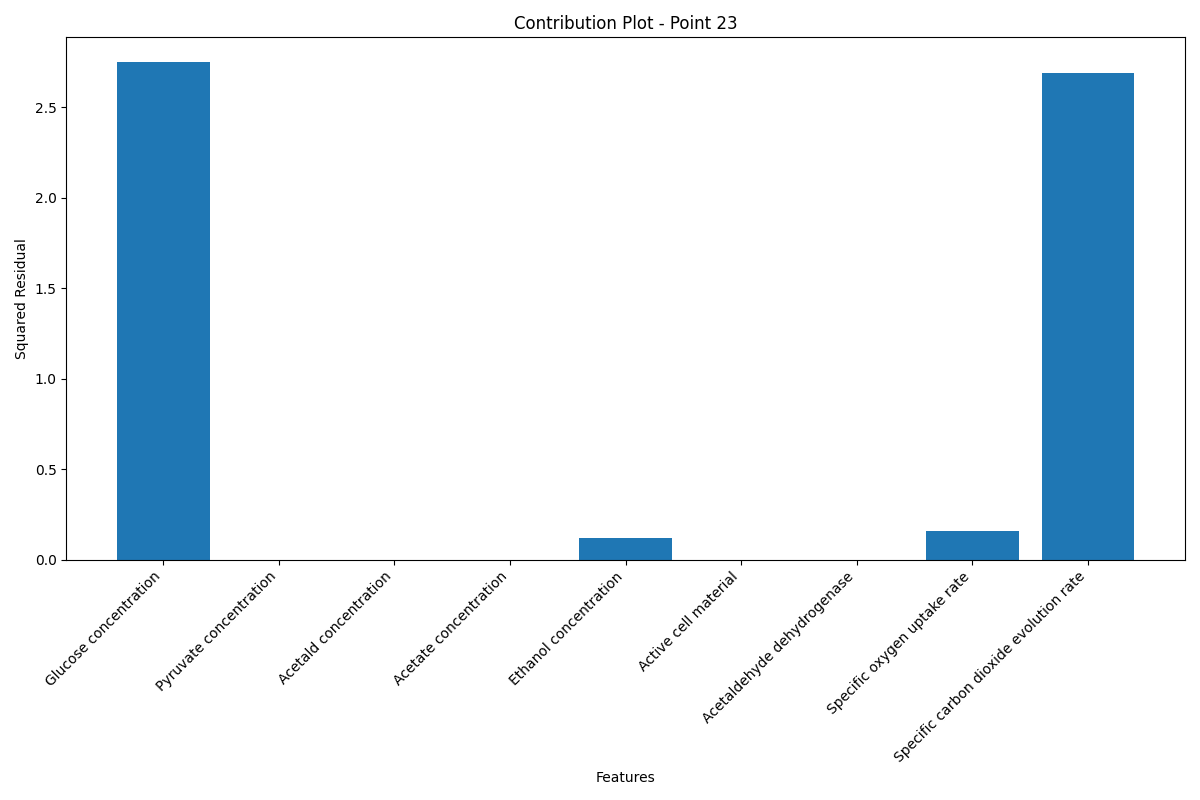 Contribution Plot - Point 23
Squared Residual
2.5
2.0
1.5
1.0
0.5
0.0
Glucose concentration
Pyruvate concentration
Acetald concentration
Acetate concentration
Ethanol concentration
Active cell material
Acetaldehyde dehydrogenase
Specific oxygen uptake rate
Specific carbon dioxide evolution rate
Features